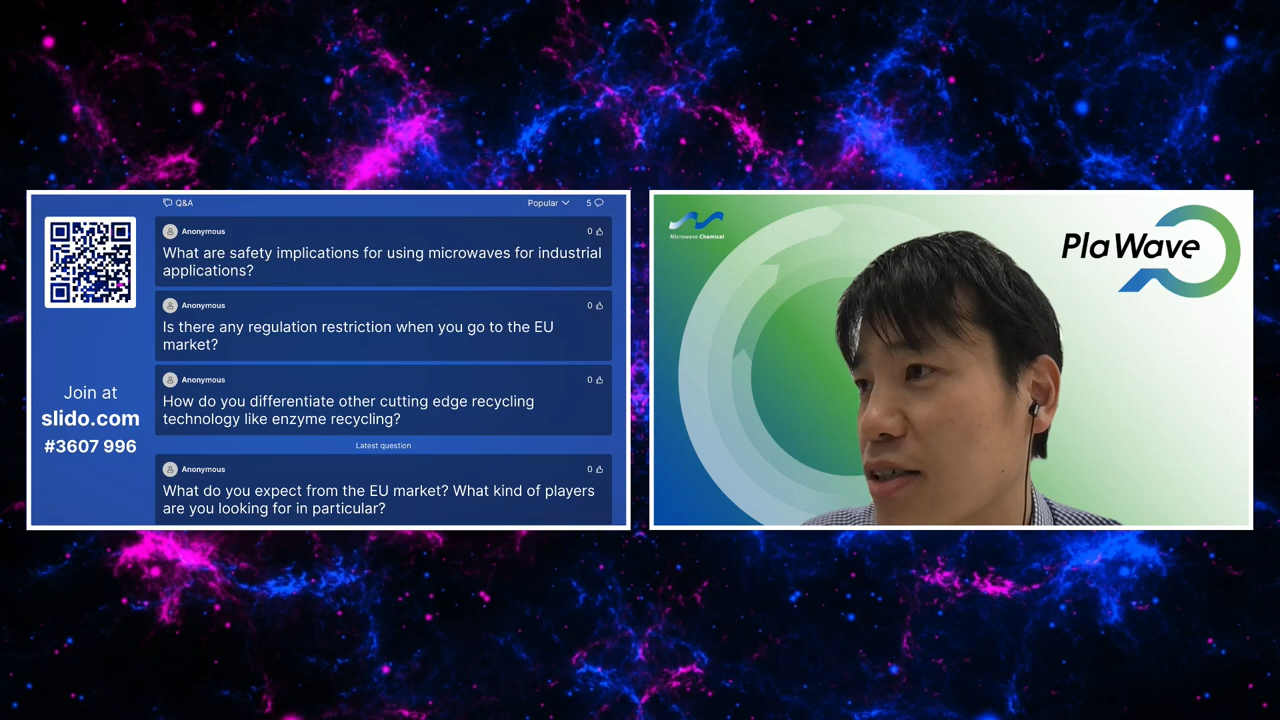 Q&A
Popular
5
Anonymous
0
What are safety implications for using microwaves for industrial
applications?
Anonymous
0
Is there any regulation restriction when you go to the EU
market?
Anonymous
0
How do you differentiate other cutting edge recycling
technology like enzyme recycling?
Latest question
Anonymous
0
What do you expect from the EU market? What kind of players
are you looking for in particular?
Join at
slido.com
#3607 996
Microwave Chemical
PlaWave